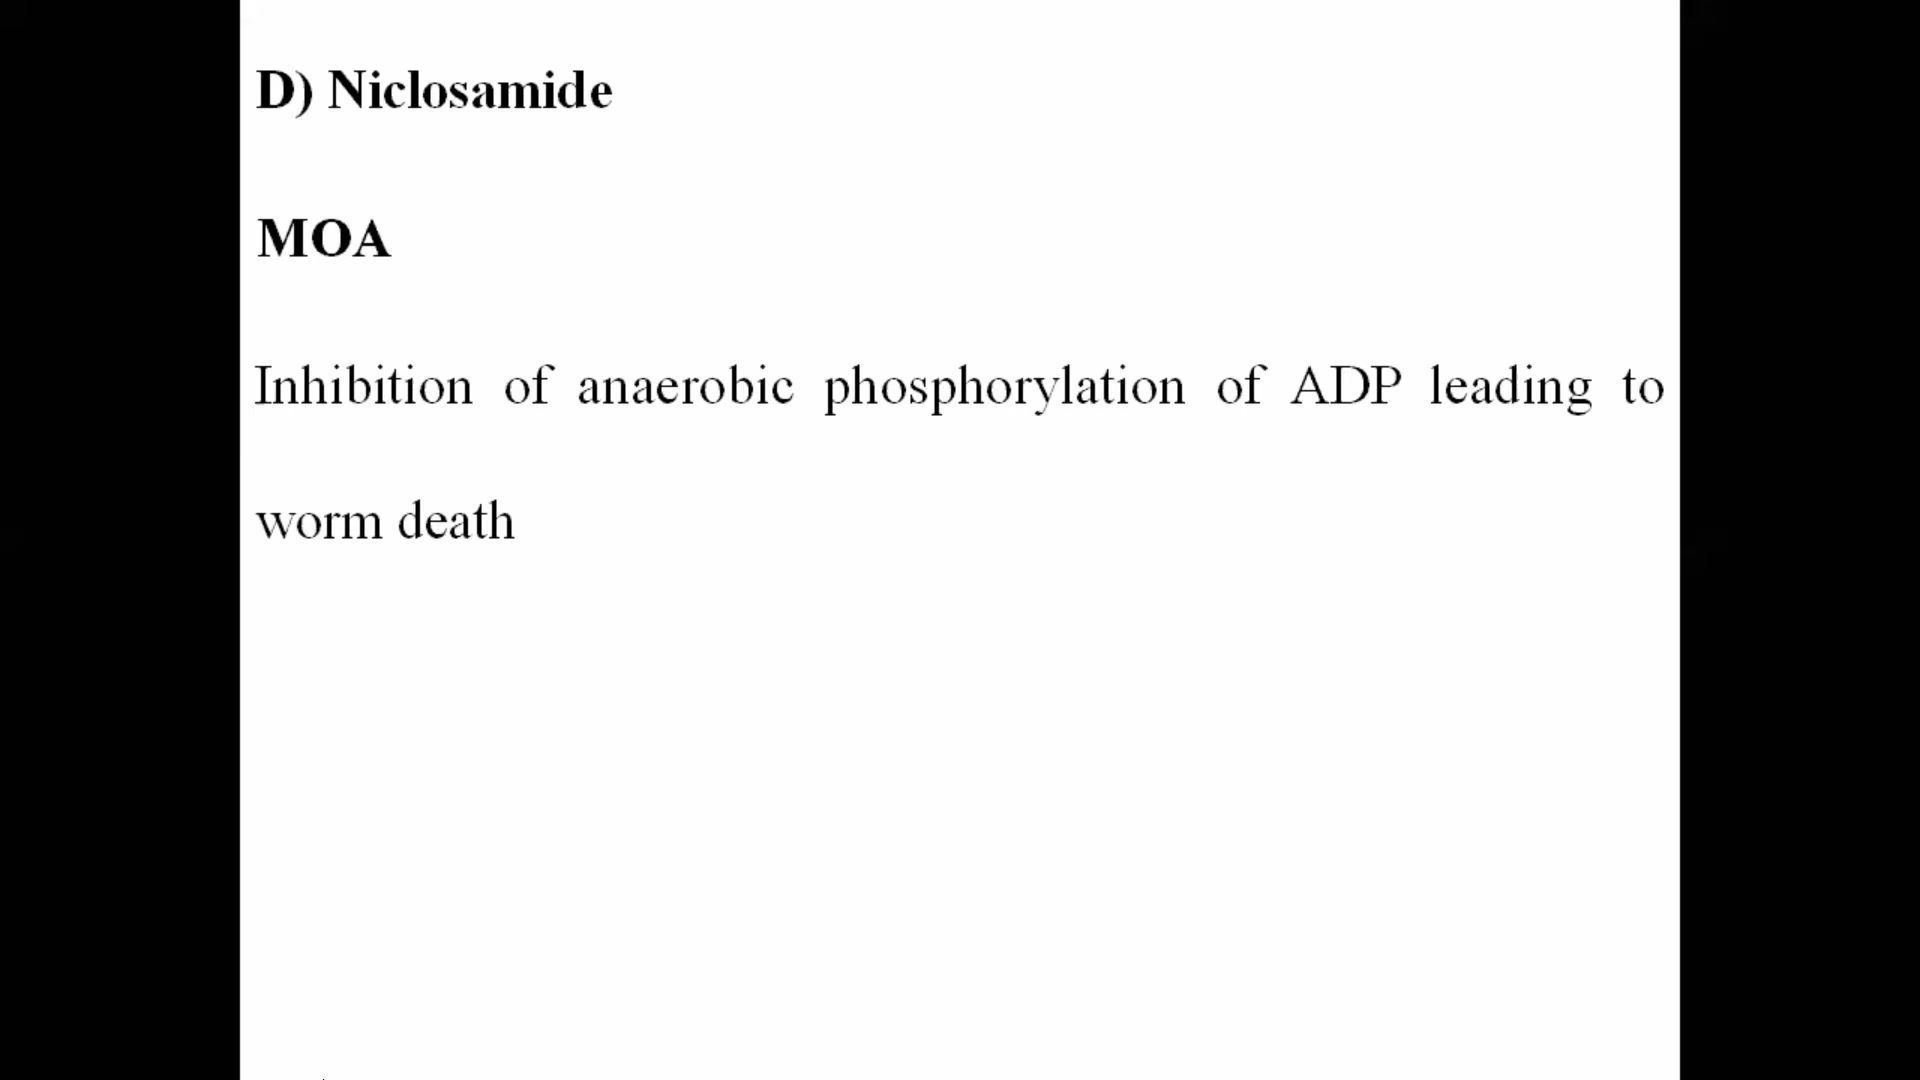 D) Niclosamide
MOA
Inhibition of anaerobic phosphorylation of ADP leading to
worm death